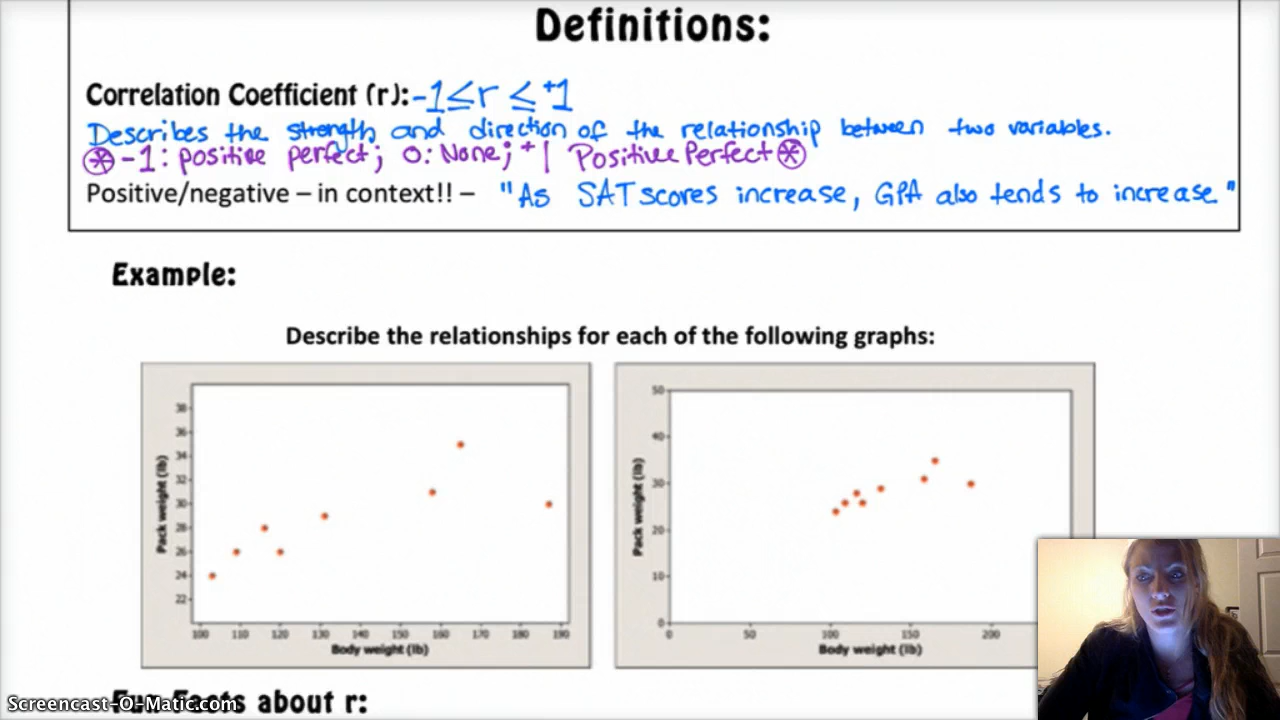 Definitions:
Correlation Coefficient (r): -1 ≤ r ≤ +1
Describes the strength and direction of the relationship between two variables.
⊛ -1: positive perfect; 0: None; +1 Positive Perfect ⊛
Positive/negative – in context!! – "As SAT scores increase, GPA also tends to increase."
Example:
Describe the relationships for each of the following graphs:
Pack weight (lb)
38
36
34
32
30
28
26
24
22
100 110 120 130 140 150 160 170 180 190
Body weight (lb)
Pack weight (lb)
50
40
30
20
10
0
0 50 100 150 200
Body weight (lb)
Fun Facts about r:
Screencast-O-Matic.com